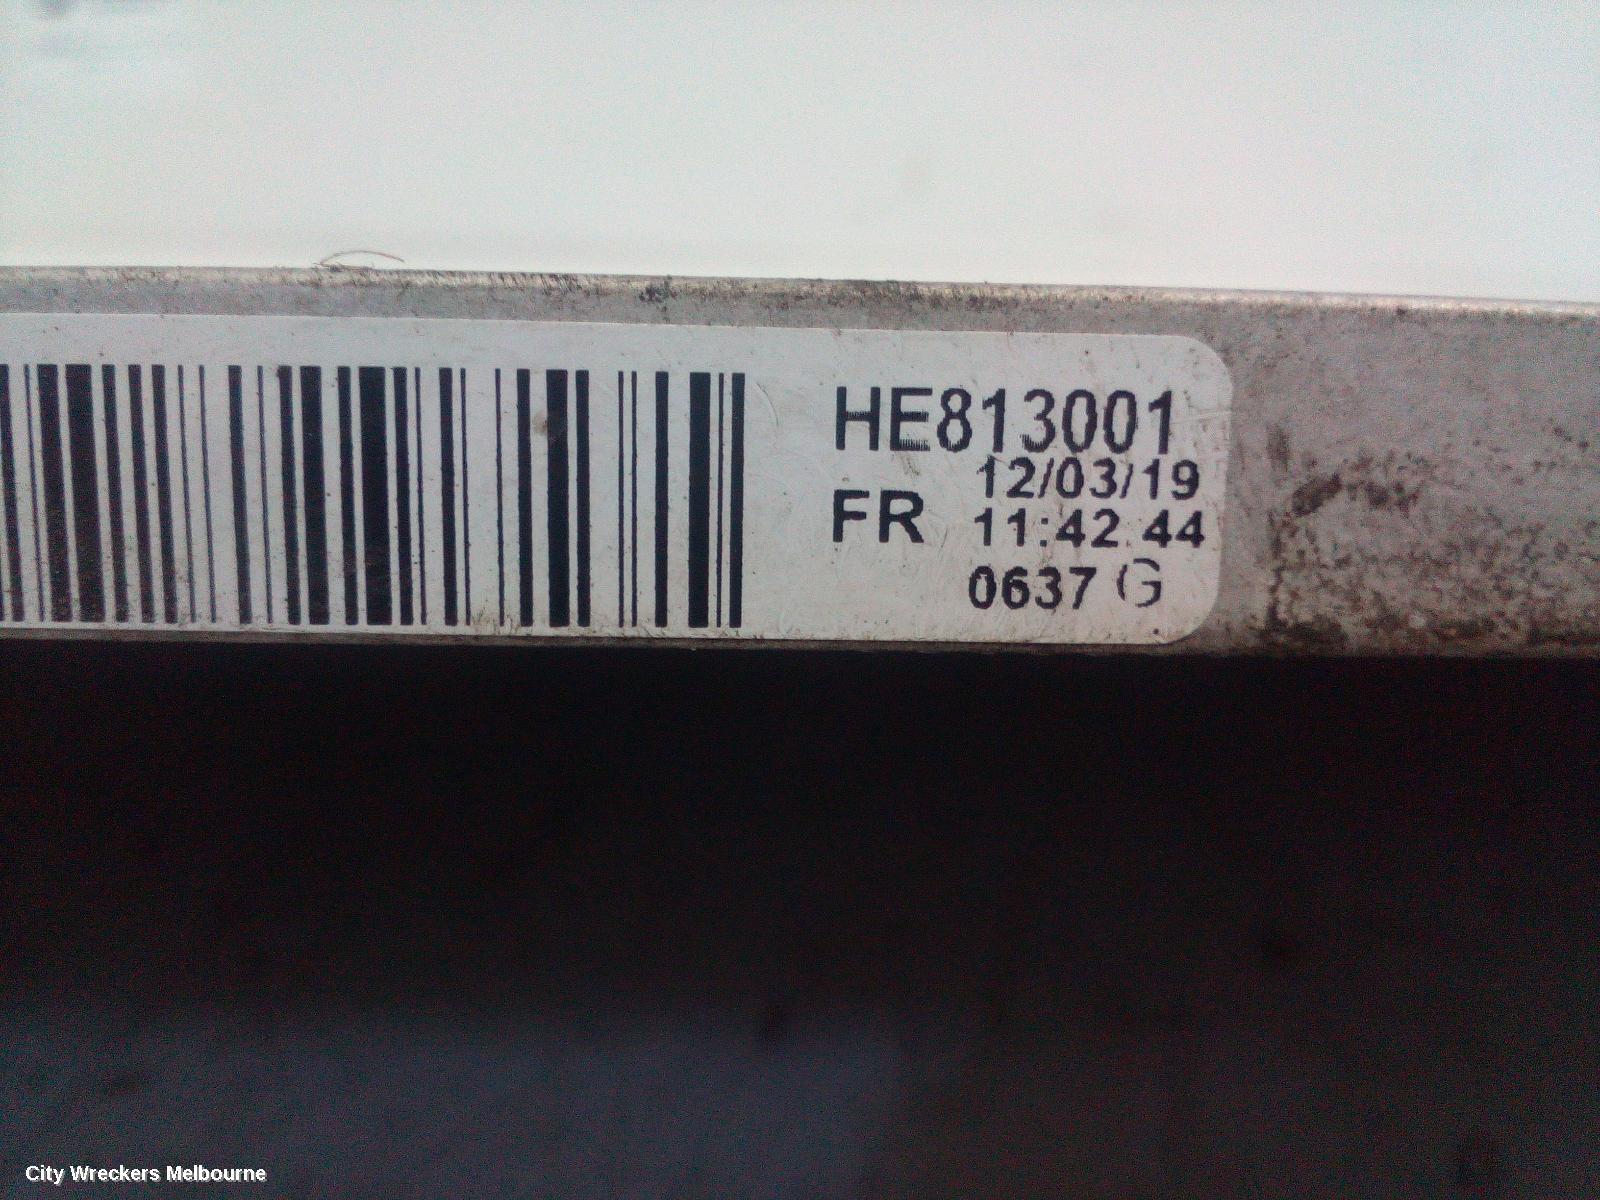 HE813001
12/03/19
FR 11:42 44
0637 G
City Wreckers Melbourne